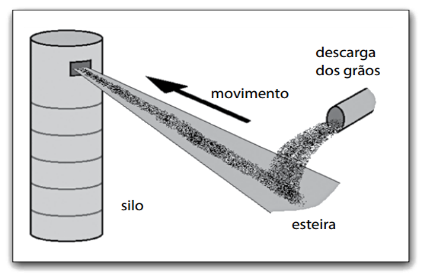 descarga
dos grãos
movimento
silo
esteira